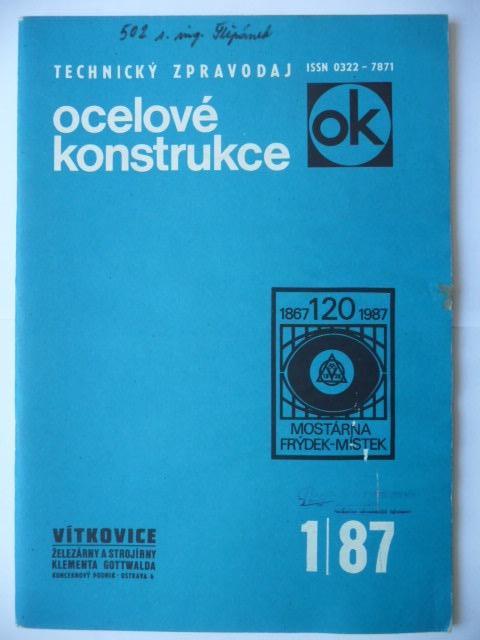 502 s. ing. Štěpánek
TECHNICKÝ ZPRAVODAJ ISSN 0322 - 7871
ocelové
konstrukce
ok
1867 120 1987
MOSTÁRNA
FRÝDEK-MÍSTEK
VÍTKOVICE
ŽELEZÁRNY A STROJÍRNY
KLEMENTA GOTTWALDA
KONCERNOVÝ PODNIK - OSTRAVA 6
1|87